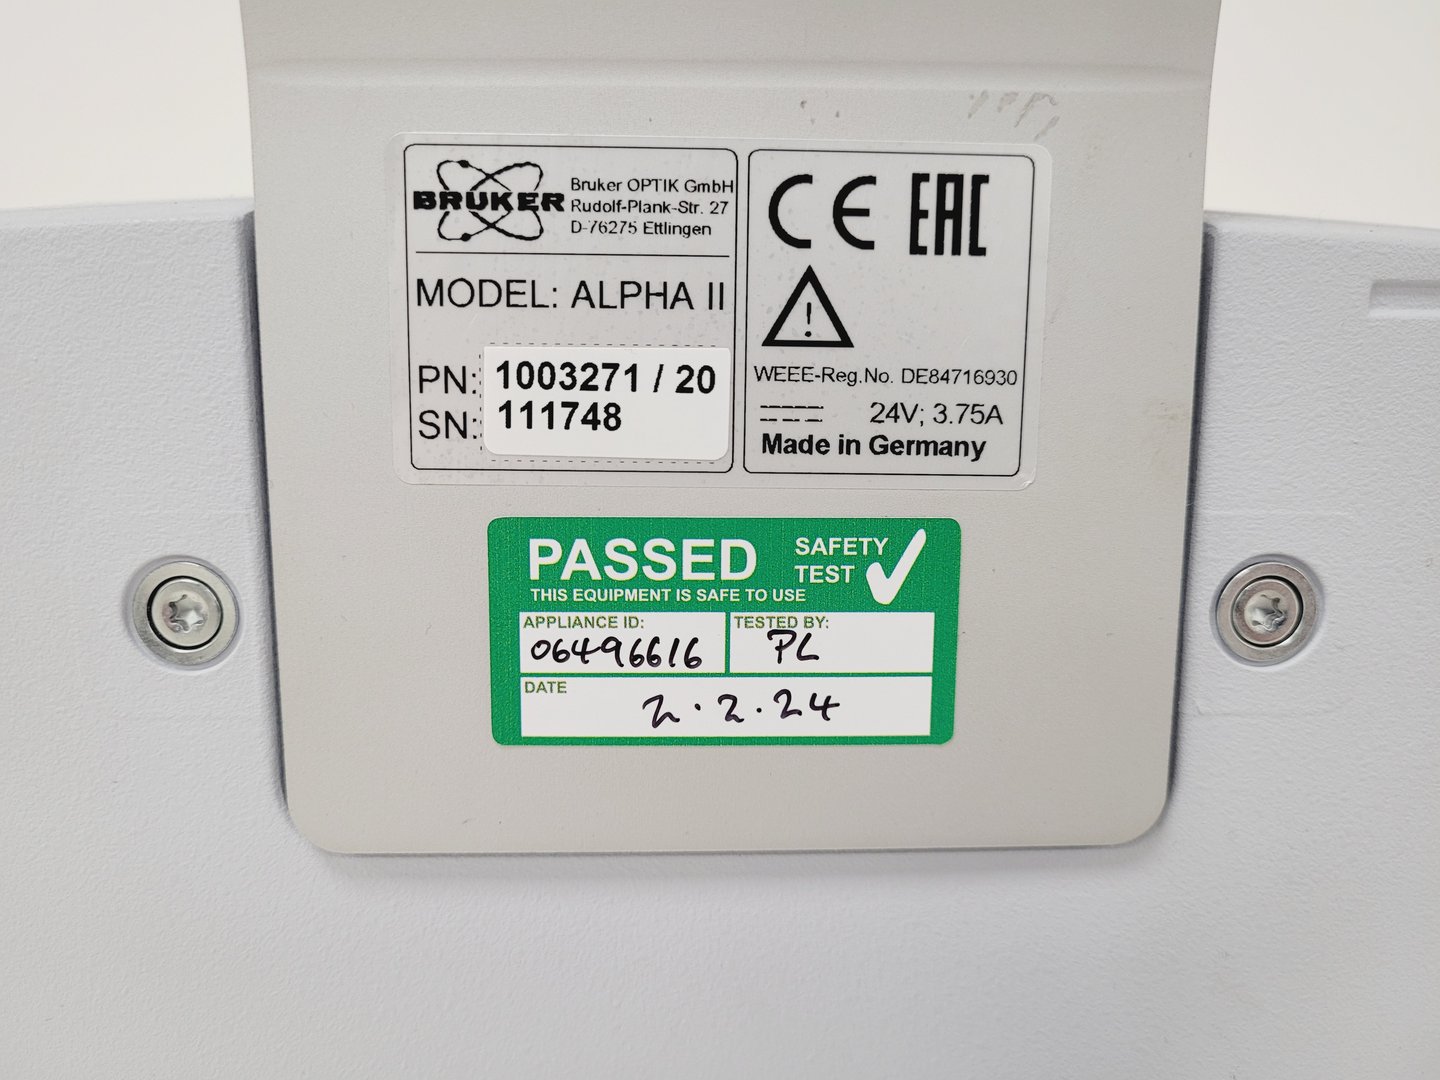 BRUKER
Bruker OPTIK GmbH
Rudolf-Plank-Str. 27
D-76275 Ettlingen
MODEL: ALPHA II
PN: 1003271 / 20
SN: 111748
CE EAC
!
WEEE-Reg.No. DE84716930
24V; 3.75A
Made in Germany
PASSED
SAFETY
TEST
THIS EQUIPMENT IS SAFE TO USE
APPLIANCE ID:
06496616
TESTED BY:
PL
DATE
2.2.24